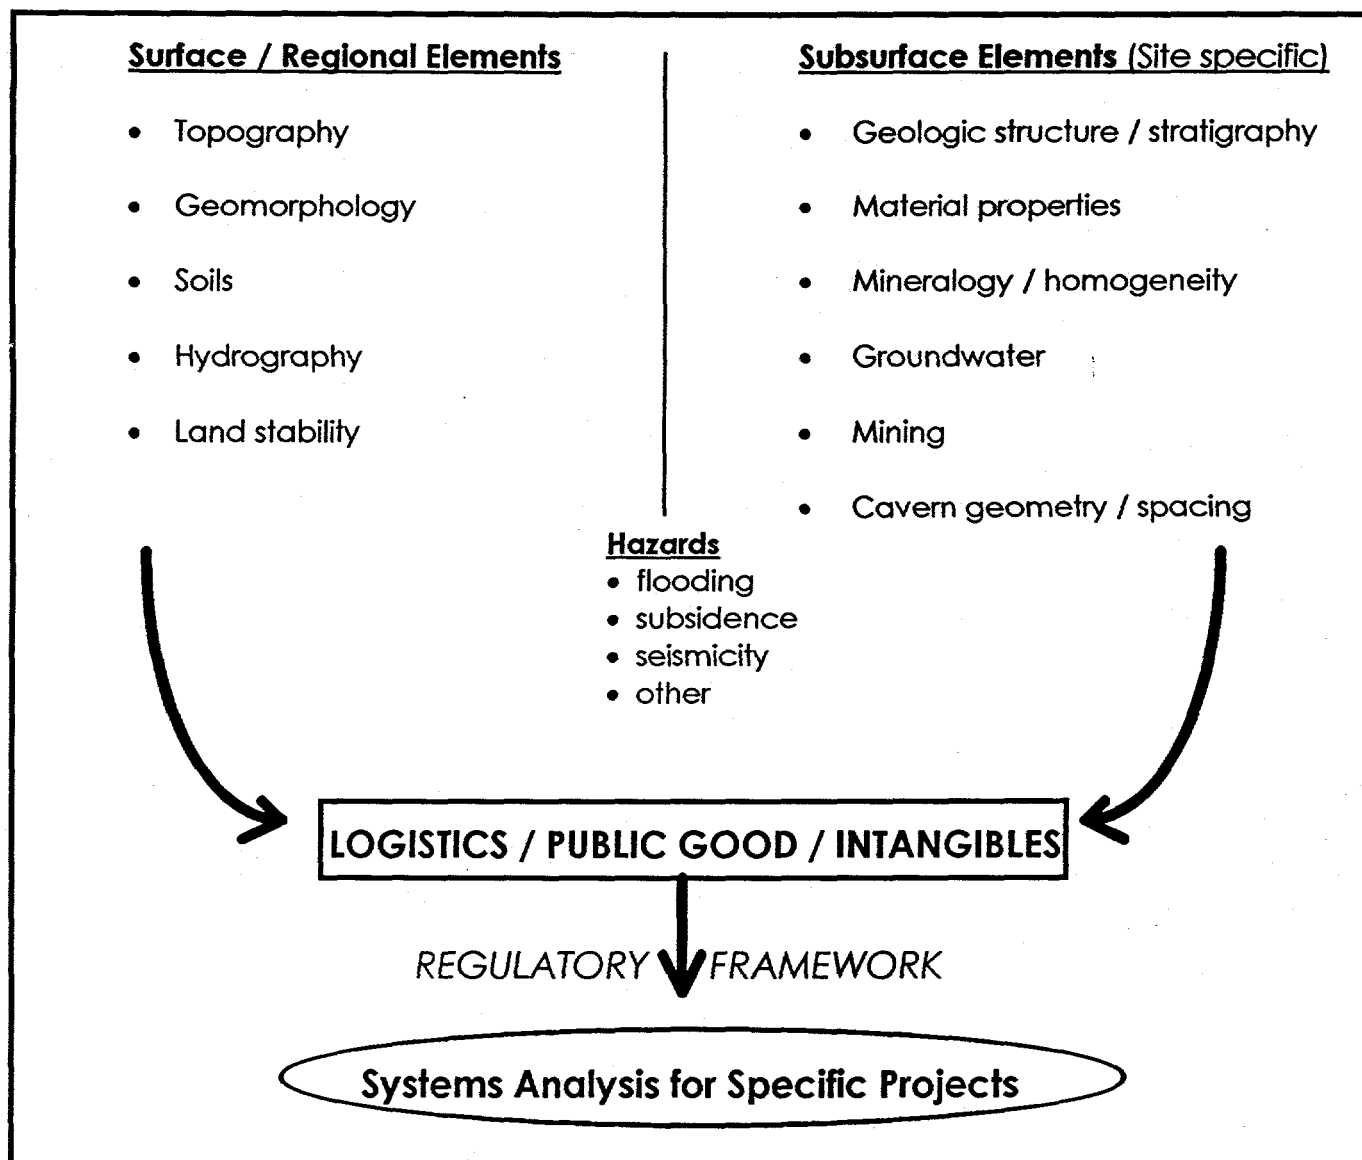 Surface / Regional Elements
• Topography
• Geomorphology
• Soils
• Hydrography
• Land stability
Subsurface Elements (Site specific)
• Geologic structure / stratigraphy
• Material properties
• Mineralogy / homogeneity
• Groundwater
• Mining
• Cavern geometry / spacing
Hazards
• flooding
• subsidence
• seismicity
• other
LOGISTICS / PUBLIC GOOD / INTANGIBLES
REGULATORY FRAMEWORK
Systems Analysis for Specific Projects